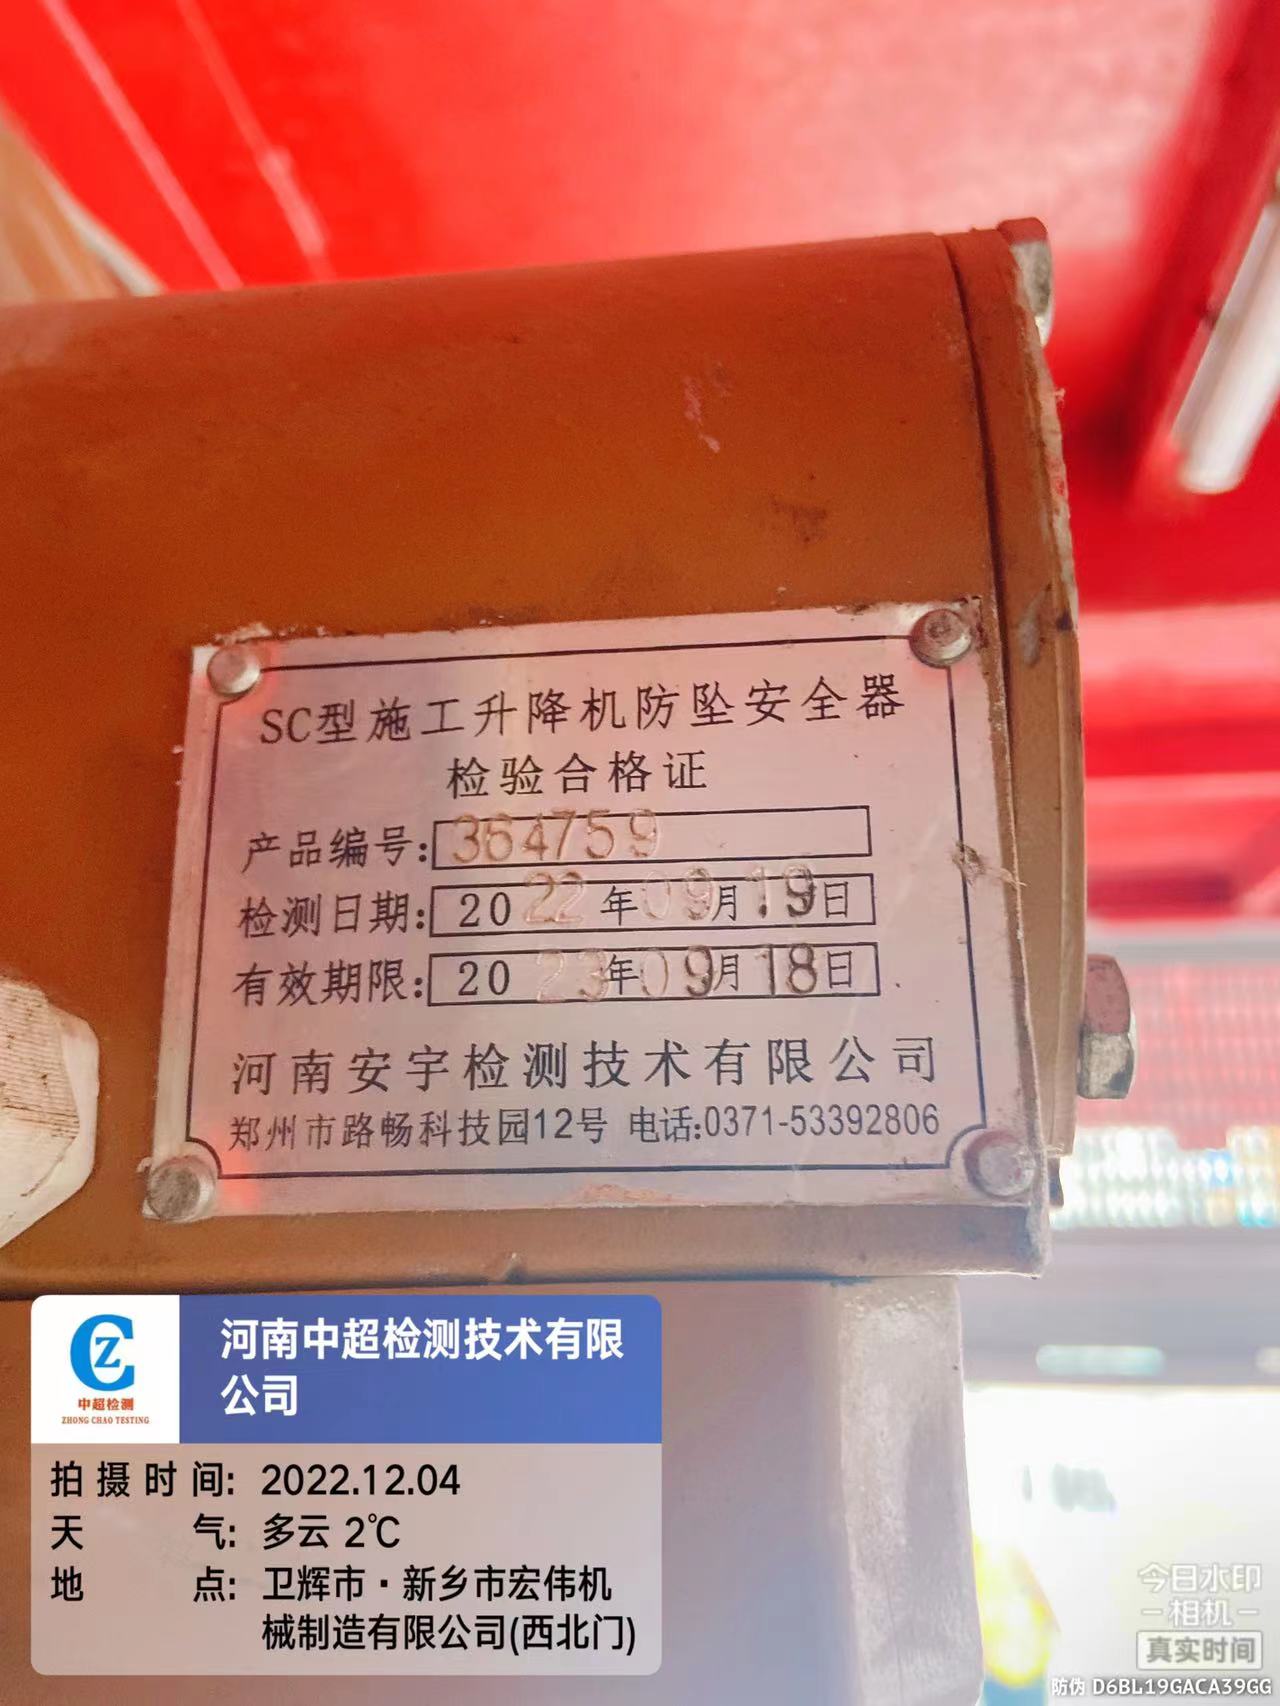 SC型施工升降机防坠安全器
检验合格证
产品编号:364759
检测日期:2022年09月19日
有效期限:2023年09月18日
河南安宇检测技术有限公司
郑州市路畅科技园12号 电话:0371-53392806
CZ
中超检测
ZHONG CHAO TESTING
河南中超检测技术有限
公司
拍摄时间: 2022.12.04
天气: 多云 2℃
地点: 卫辉市·新乡市宏伟机
械制造有限公司(西北门)
今日水印
相机
真实时间
防伪 D6BL19GACA39GG